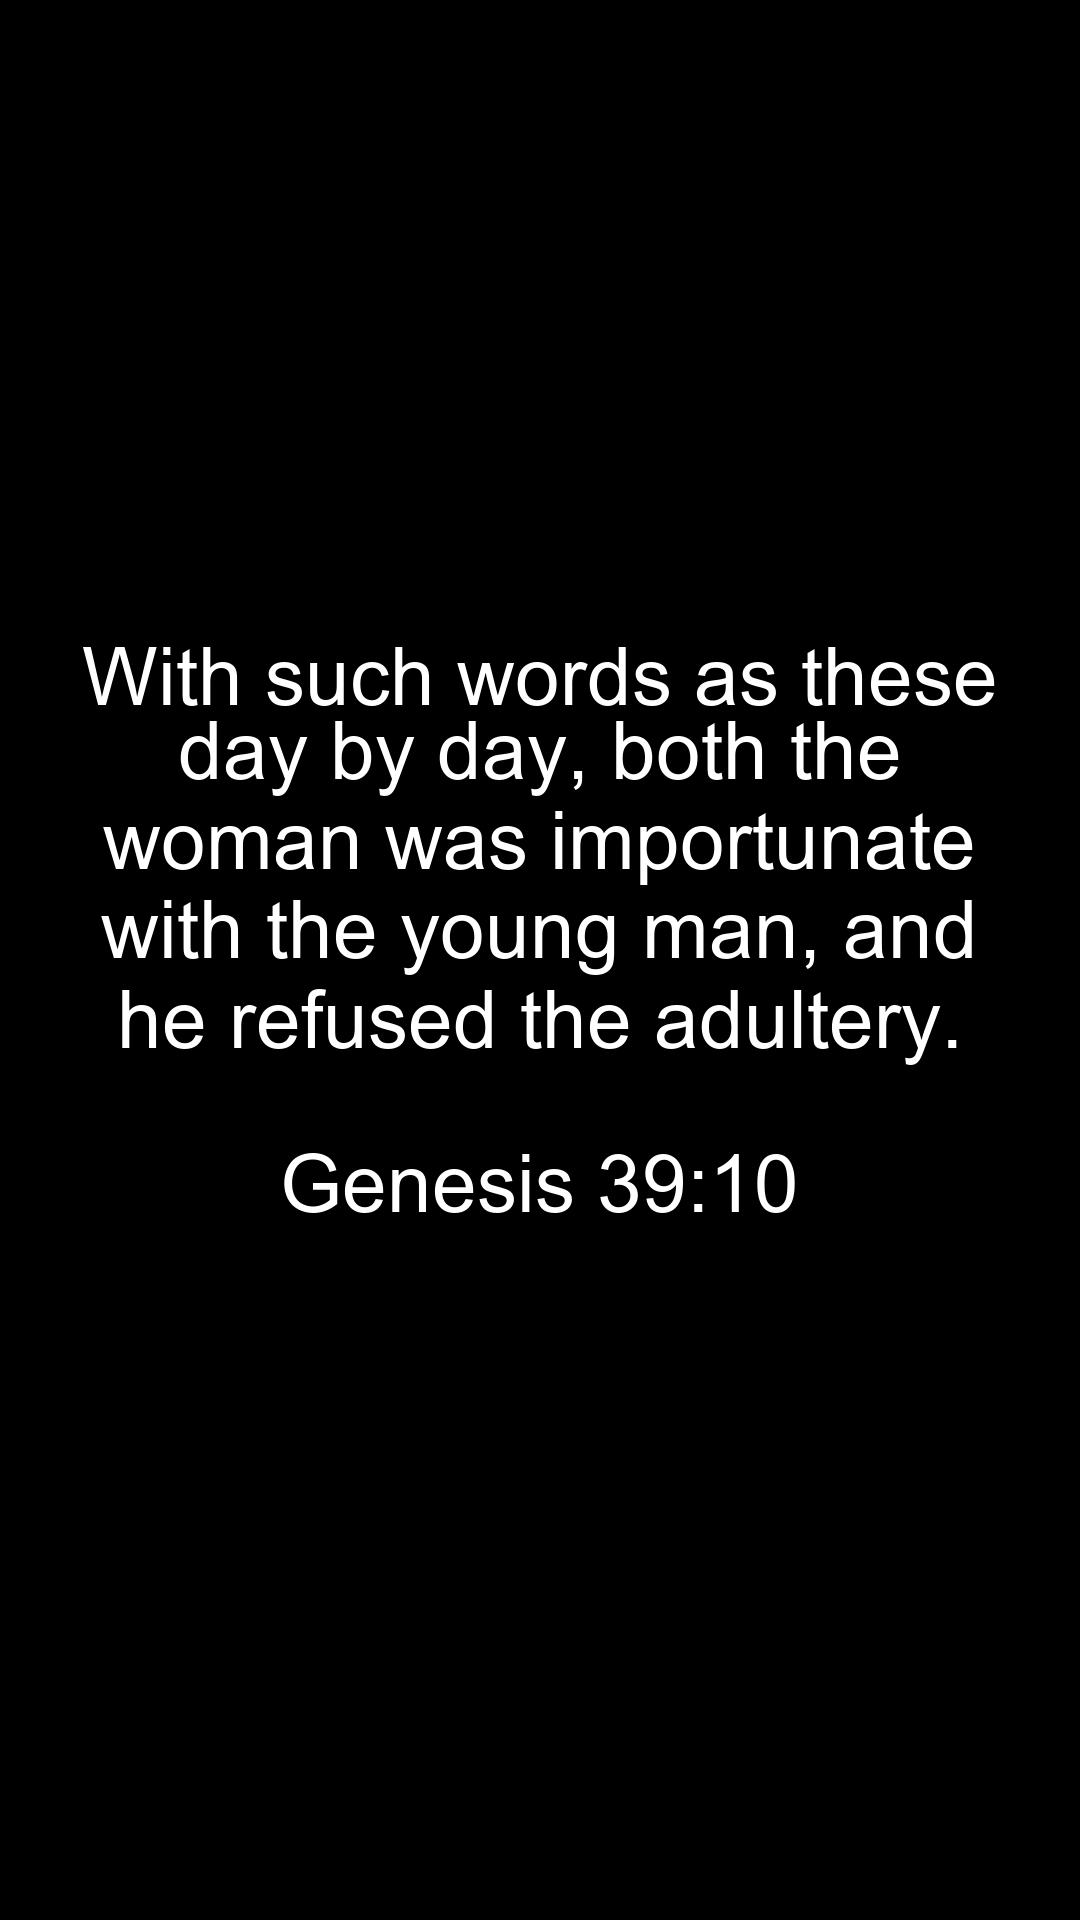 With such words as these
day by day, both the
woman was importunate
with the young man, and
he refused the adultery.
Genesis 39:10